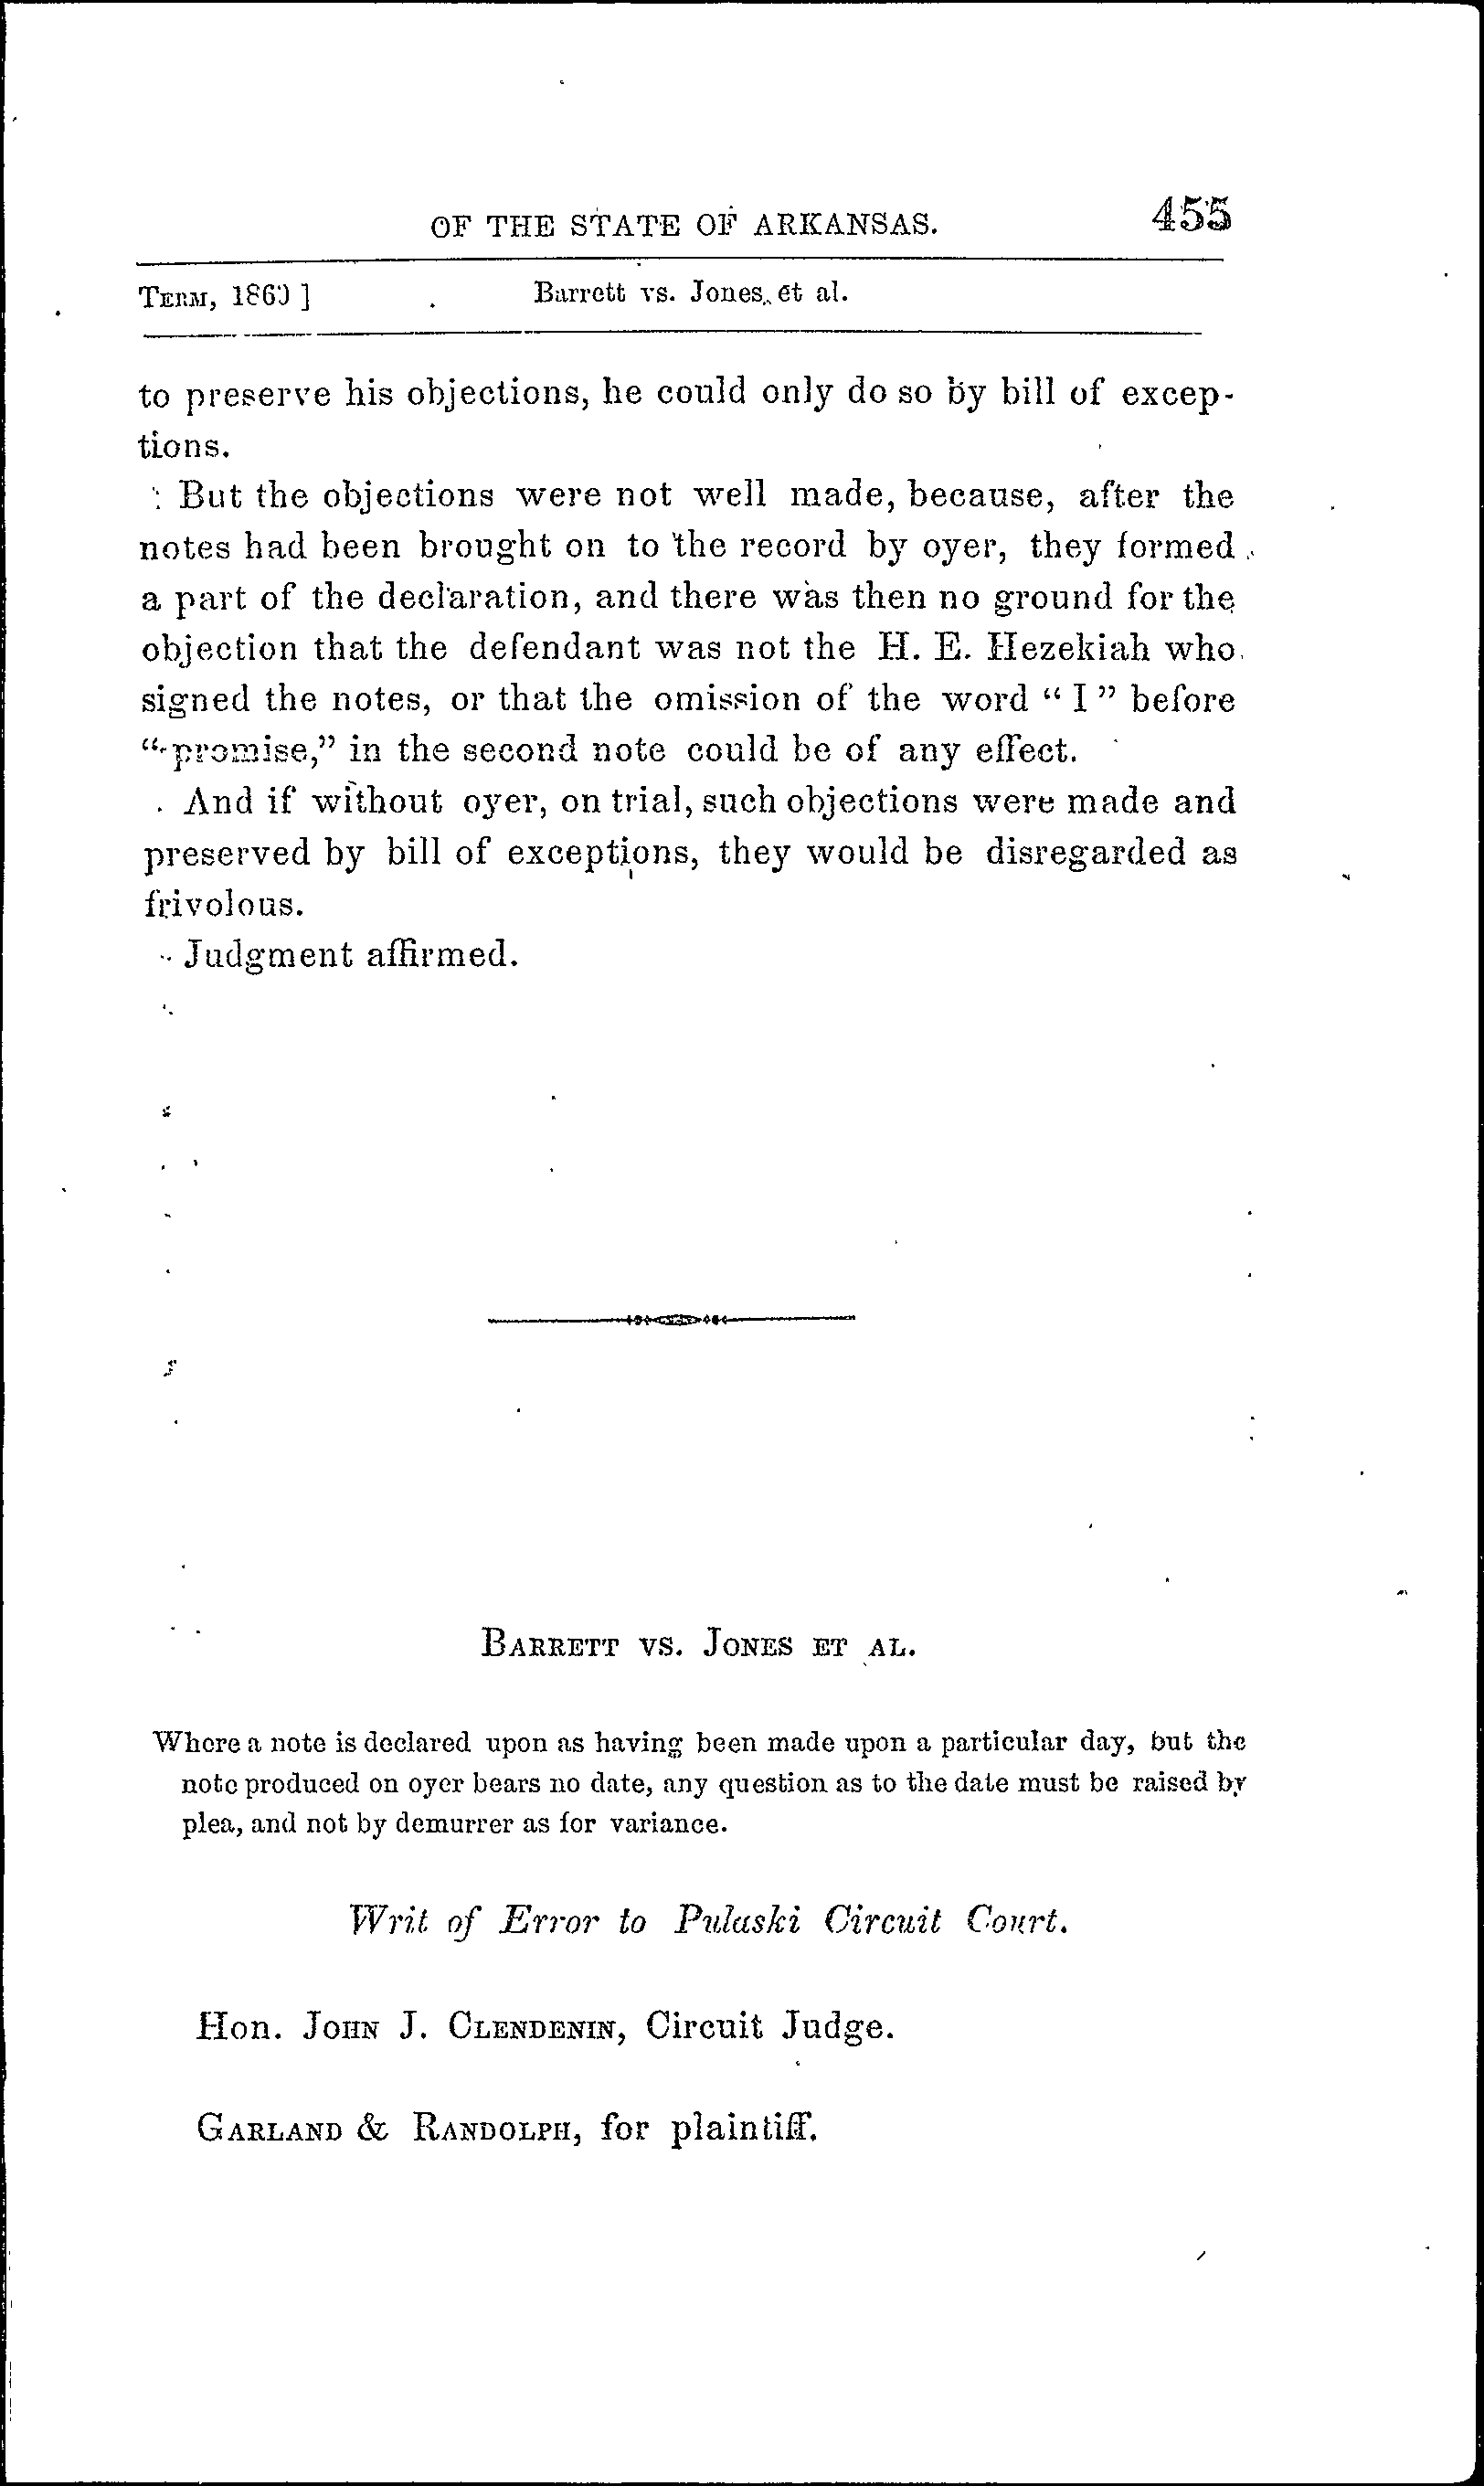 OF THE STATE OF ARKANSAS. 455
TERM, 1860] Barrett vs. Jones, et al.
to preserve his objections, he could only do so by bill of excep-
tions.
But the objections were not well made, because, after the
notes had been brought on to the record by oyer, they formed
a part of the declaration, and there was then no ground for the
objection that the defendant was not the H. E. Hezekiah who
signed the notes, or that the omission of the word " I " before
"promise," in the second note could be of any effect.
And if without oyer, on trial, such objections were made and
preserved by bill of exceptions, they would be disregarded as
frivolous.
Judgment affirmed.
BARRETT VS. JONES ET AL.
Where a note is declared upon as having been made upon a particular day, but the
note produced on oyer bears no date, any question as to the date must be raised by
plea, and not by demurrer as for variance.
Writ of Error to Pulaski Circuit Court.
Hon. JOHN J. CLENDENIN, Circuit Judge.
GARLAND & RANDOLPH, for plaintiff.